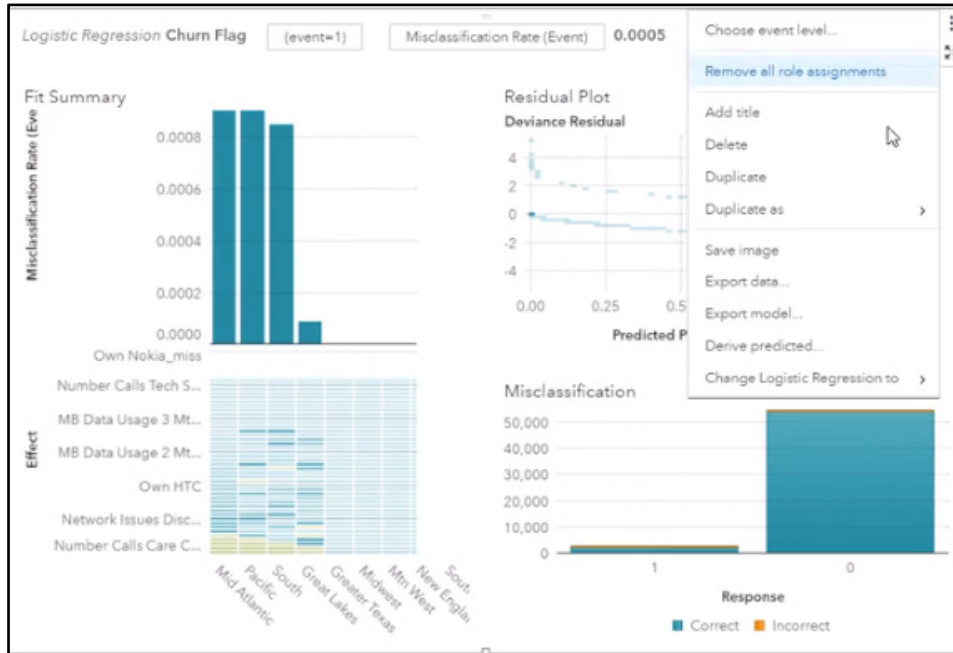 Logistic Regression Churn Flag (event=1) Misclassification Rate (Event) 0.0005
Choose event level...
Remove all role assignments
Add title
Delete
Duplicate
Duplicate as
Save image
Export data...
Export model...
Derive predicted...
Change Logistic Regression to
Fit Summary
Misclassification Rate (Eve
0.0008
0.0006
0.0004
0.0002
0.0000
Own Nokia_miss
Number Calls Tech S...
MB Data Usage 3 Mt...
MB Data Usage 2 Mt...
Own HTC
Network Issues Disc...
Number Calls Care C...
Effect
Mid Atlantic
Pacific
South
Great Lakes
Greater Texas
Midwest
Mtn West
New Engla
Sout
Residual Plot
Deviance Residual
4
2
0
-2
-4
0.00 0.25 0.5
Predicted P
Misclassification
50,000
40,000
30,000
20,000
10,000
0
1 0
Response
Correct Incorrect